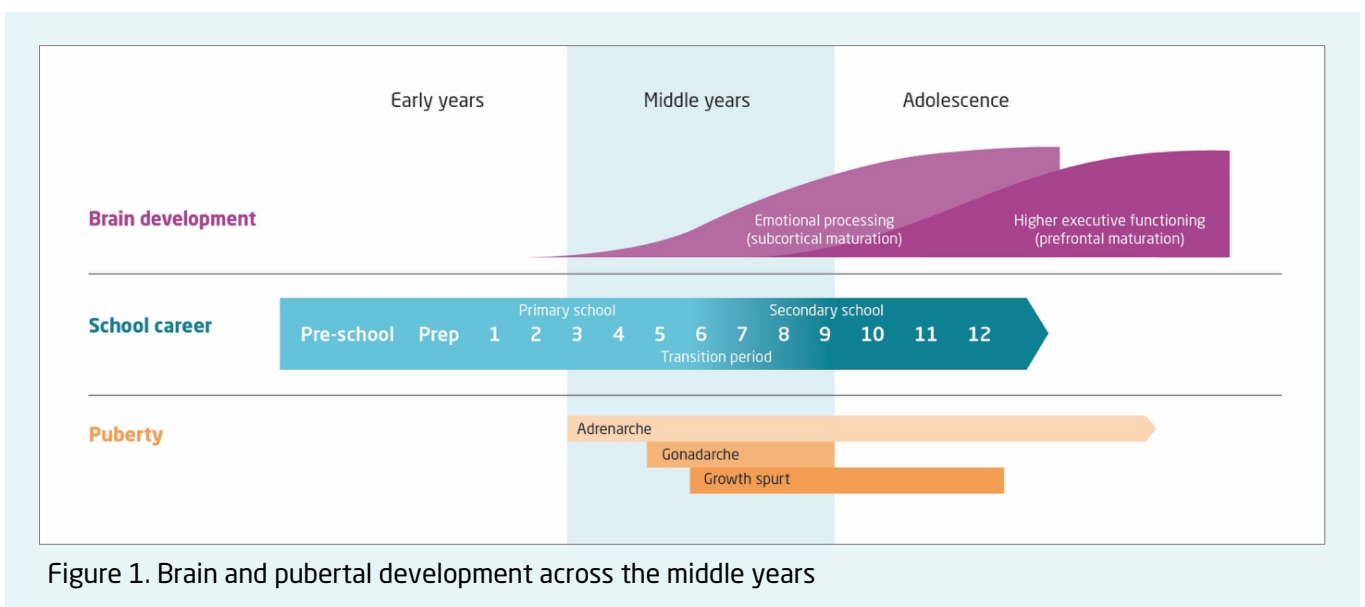 Early years Middle years Adolescence
Brain development
Emotional processing
(subcortical maturation)
Higher executive functioning
(prefrontal maturation)
School career
Primary school Secondary school
Pre-school Prep 1 2 3 4 5 6 7 8 9 10 11 12
Transition period
Puberty
Adrenarche
Gonadarche
Growth spurt
Figure 1. Brain and pubertal development across the middle years